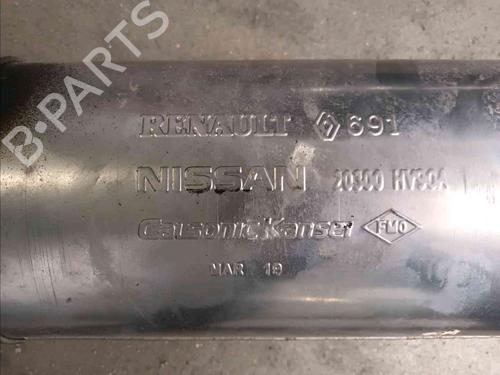 B-PARTS
RENAULT 691
NISSAN 20300 HV30A
CalsonicKansei FMO
MAR 19